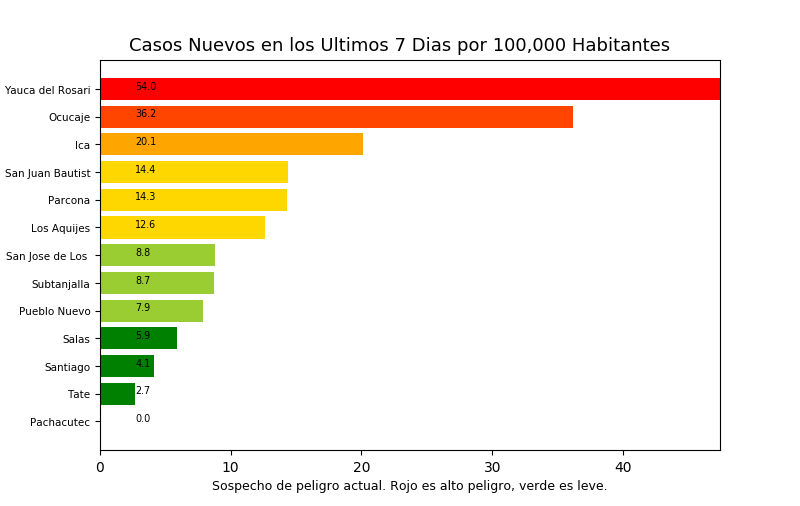 Casos Nuevos en los Ultimos 7 Dias por 100,000 Habitantes
Yauca del Rosari 54.0
Ocucaje 36.2
Ica 20.1
San Juan Bautist 14.4
Parcona 14.3
Los Aquijes 12.6
San Jose de Los 8.8
Subtanjalla 8.7
Pueblo Nuevo 7.9
Salas 5.9
Santiago 4.1
Tate 2.7
Pachacutec 0.0
0 10 20 30 40
Sospecho de peligro actual. Rojo es alto peligro, verde es leve.